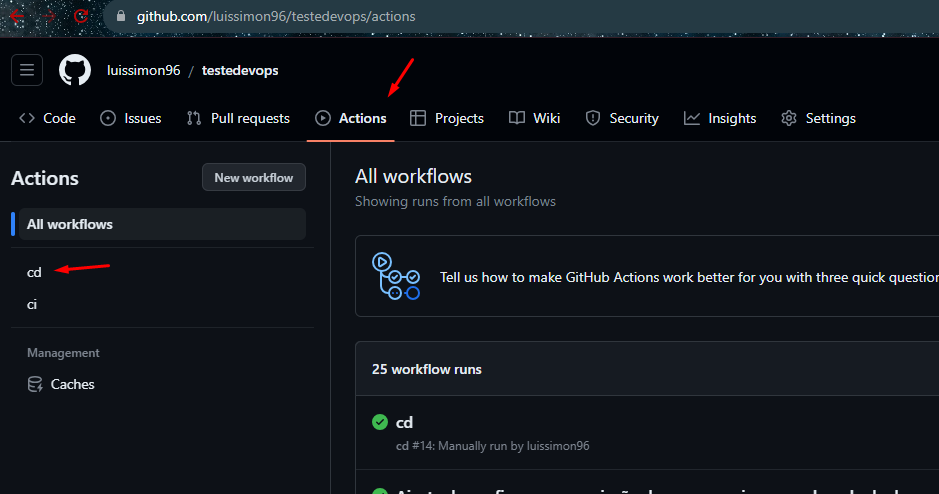 github.com/luissimon96/testedevops/actions
luissimon96 / testedevops
Code Issues Pull requests Actions Projects Wiki Security Insights Settings
Actions New workflow
All workflows
cd
ci
Management
Caches
All workflows
Showing runs from all workflows
Tell us how to make GitHub Actions work better for you with three quick question
25 workflow runs
cd
cd #14: Manually run by luissimon96